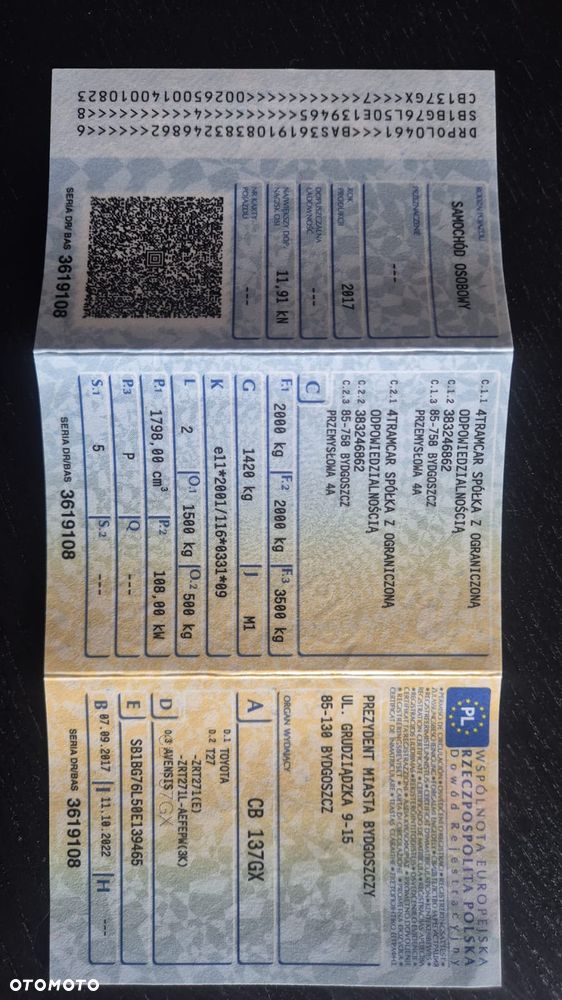 WSPÓLNOTA EUROPEJSKA
RZECZPOSPOLITA POLSKA
Dowód Rejestracyjny
PL
ORGAN WYDAJĄCY
PREZYDENT MIASTA BYDGOSZCZY
UL. GRUDZIĄDZKA 9-15
85-130 BYDGOSZCZ
A CB 137GX
D D.1 TOYOTA
D.2 T27
-ZRT271(E)
-ZRT271L-AEFEPW(3K)
D.3 AVENSIS
E SB1BG76L50E139465
B 07.09.2017 I 11.10.2022 H ---
SERIA DR/BAS 3619108
C.1.1 4TRAMCAR SPÓŁKA Z OGRANICZONĄ
ODPOWIEDZIALNOŚCIĄ
C.1.2 383246862
C.1.3 85-758 BYDGOSZCZ
PRZEMYSŁOWA 4A
C.2.1 4TRAMCAR SPÓŁKA Z OGRANICZONĄ
ODPOWIEDZIALNOŚCIĄ
C.2.2 383246862
C.2.3 85-758 BYDGOSZCZ
PRZEMYSŁOWA 4A
C
F.1 2000 kg F.2 2000 kg F.3 3500 kg
G 1420 kg J M1
K e11*2001/116*0331*09
L 2 O.1 1500 kg O.2 500 kg
P.1 1798,00 cm³ P.2 108,00 kW
P.3 P Q ---
S.1 5 S.2 ---
SERIA DR/BAS 3619108
RODZAJ POJAZDU
SAMOCHÓD OSOBOWY
PRZEZNACZENIE
---
ROK PRODUKCJI
2017
DOPUSZCZALNA ŁADOWNOŚĆ
---
NAJWIĘKSZY DOP. NACISK OSI
11,91 kN
NR KARTY POJAZDU
---
SERIA DR/BAS 3619108
OTOMOTO